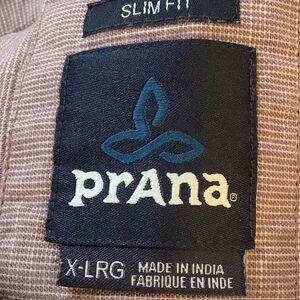 SLIM FIT
prAna®
X-LRG MADE IN INDIA
FABRIQUE EN INDE